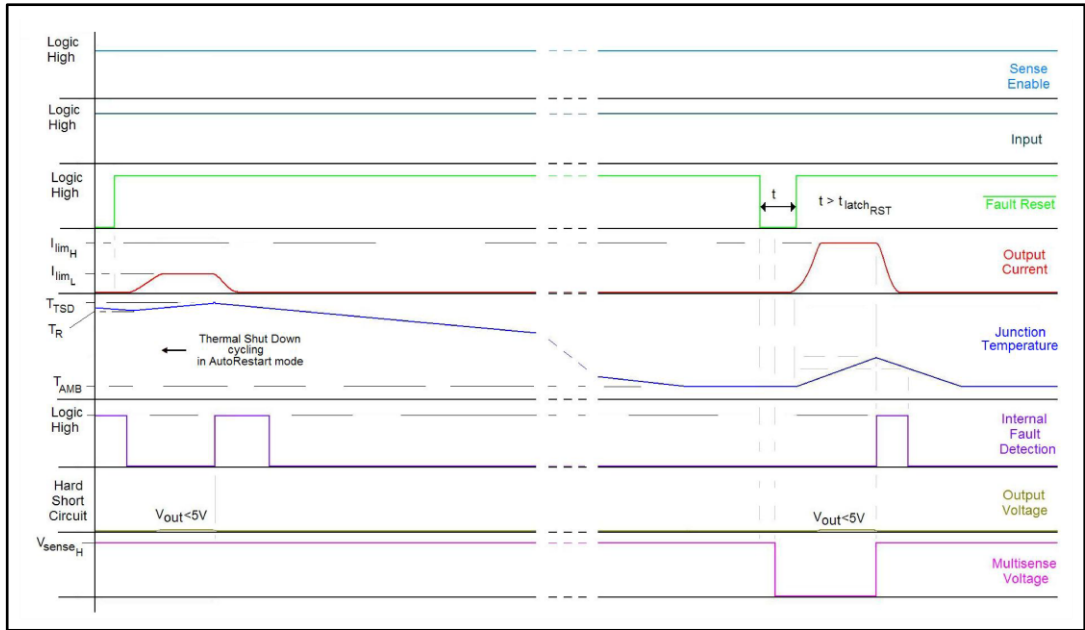 Logic
High
Sense
Enable
Logic
High
Input
Logic
High
t
t > tlatchRST
Fault Reset
IlimH
IlimL
Output
Current
TTSD
TR
Thermal Shut Down
cycling
in AutoRestart mode
Junction
Temperature
TAMB
Logic
High
Internal
Fault
Detection
Hard
Short
Circuit
Vout<5V
Vout<5V
Output
Voltage
VsenseH
Multisense
Voltage